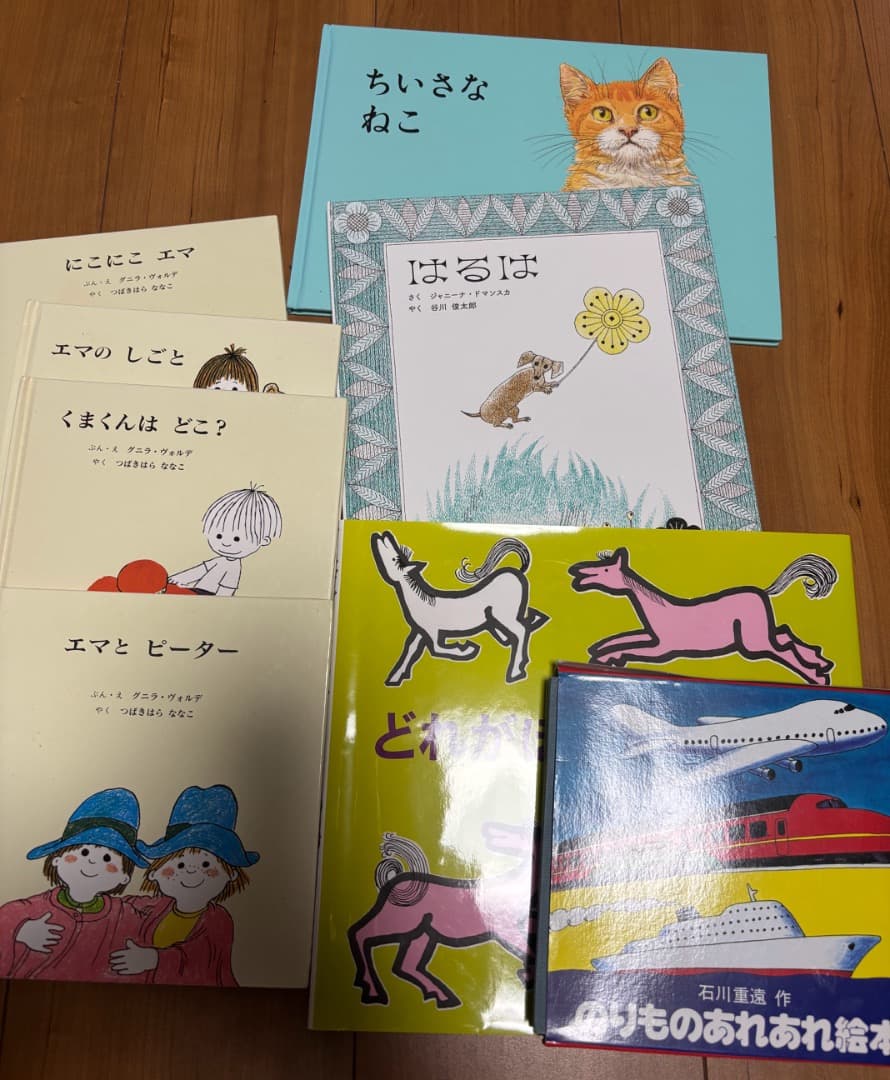 ちいさな
ねこ
はるは
さく ジャニーナ・ドマンスカ
やく 谷川 俊太郎
にこにこ エマ
ぶん・え グニラ・ヴォルデ
やく つばきはら ななこ
エマの しごと
くまくんは どこ?
ぶん・え グニラ・ヴォルデ
やく つばきはら ななこ
エマと ピーター
ぶん・え グニラ・ヴォルデ
やく つばきはら ななこ
どれがほ
石川重遠 作
のりものあれあれ絵本